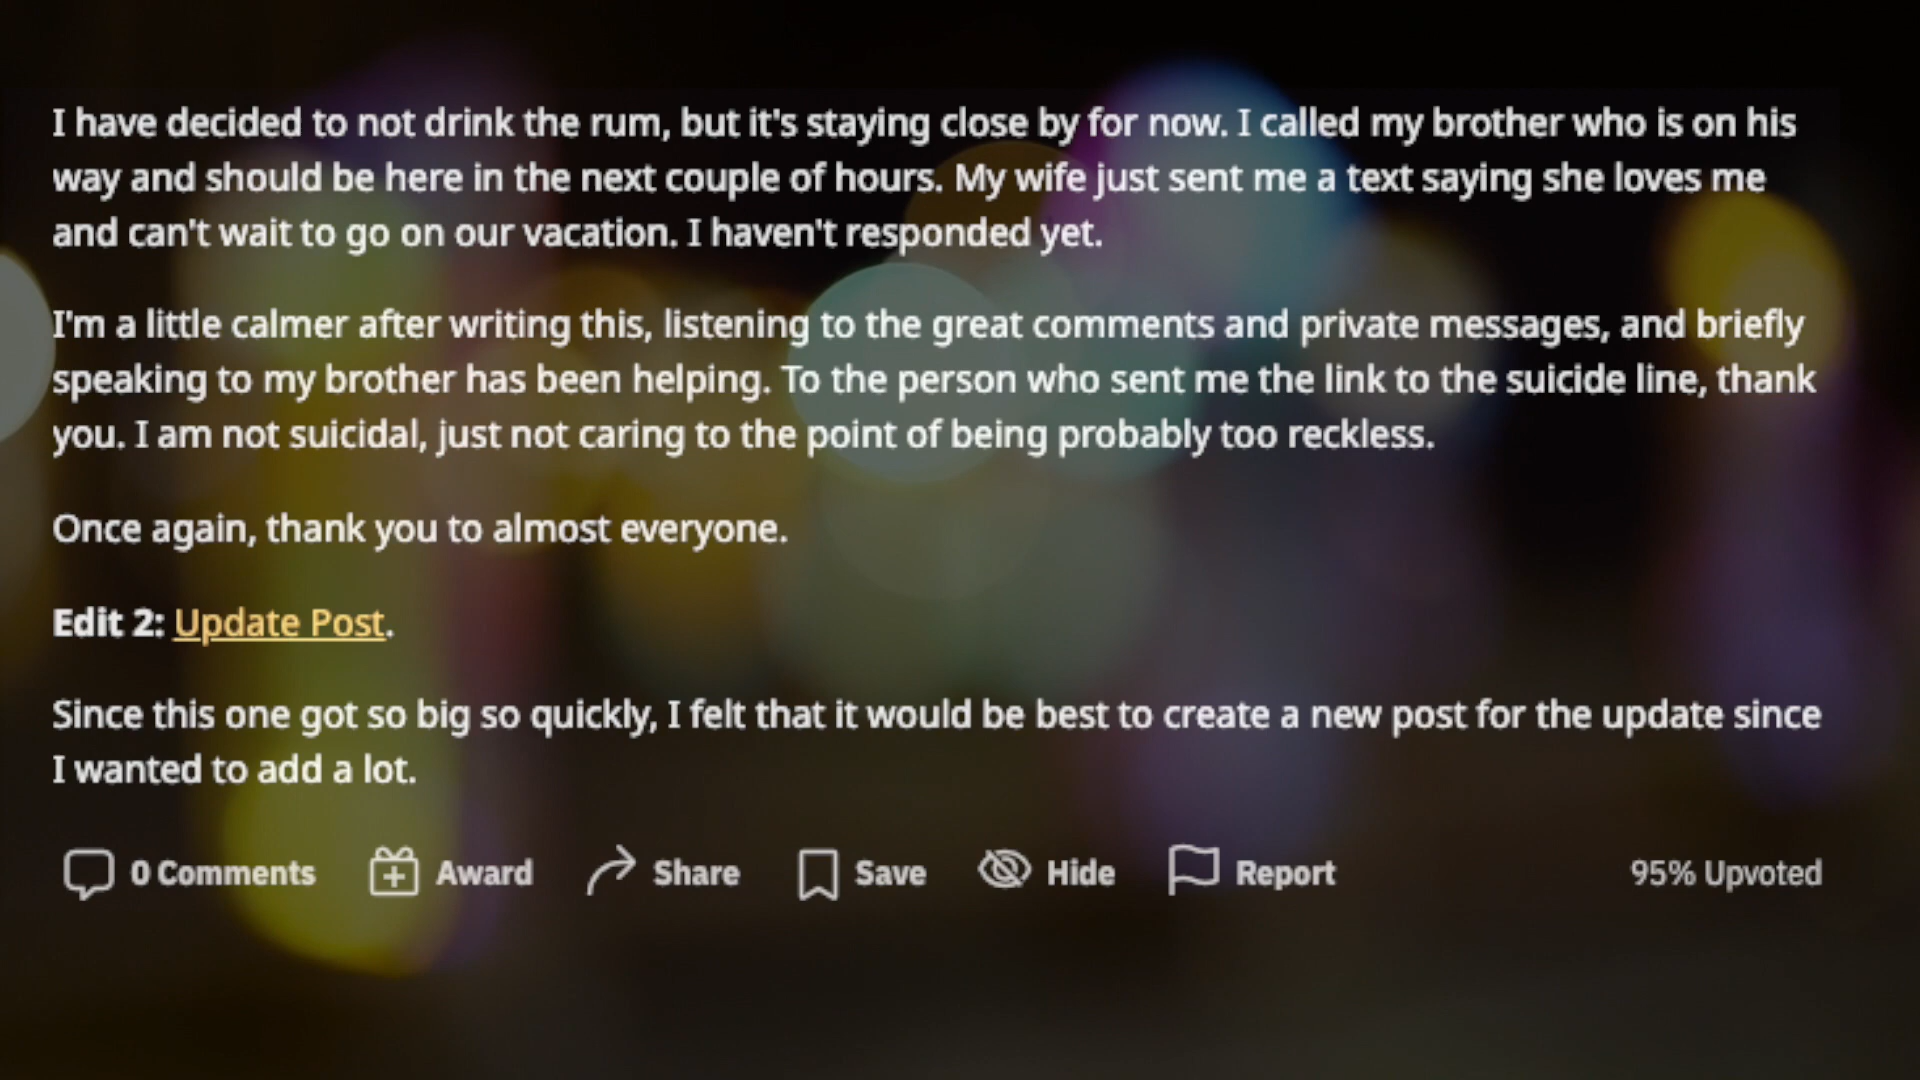 I have decided to not drink the rum, but it's staying close by for now. I called my brother who is on his
way and should be here in the next couple of hours. My wife just sent me a text saying she loves me
and can't wait to go on our vacation. I haven't responded yet.
I'm a little calmer after writing this, listening to the great comments and private messages, and briefly
speaking to my brother has been helping. To the person who sent me the link to the suicide line, thank
you. I am not suicidal, just not caring to the point of being probably too reckless.
Once again, thank you to almost everyone.
Edit 2: Update Post.
Since this one got so big so quickly, I felt that it would be best to create a new post for the update since
I wanted to add a lot.
0 Comments Award Share Save Hide Report 95% Upvoted